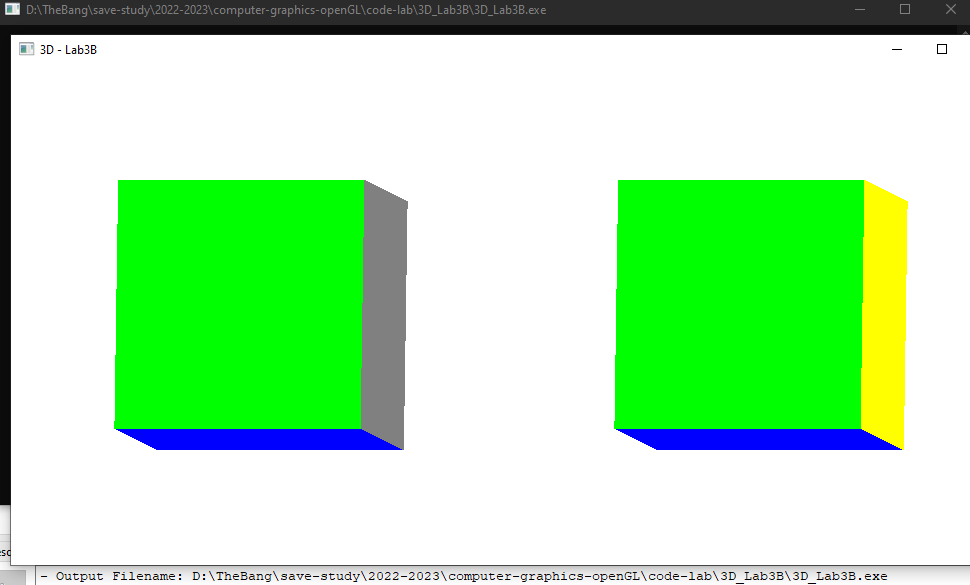 D:\TheBang\save-study\2022-2023\computer-graphics-openGL\code-lab\3D_Lab3B\3D_Lab3B.exe
3D - Lab3B
- Output Filename: D:\TheBang\save-study\2022-2023\computer-graphics-openGL\code-lab\3D_Lab3B\3D_Lab3B.exe